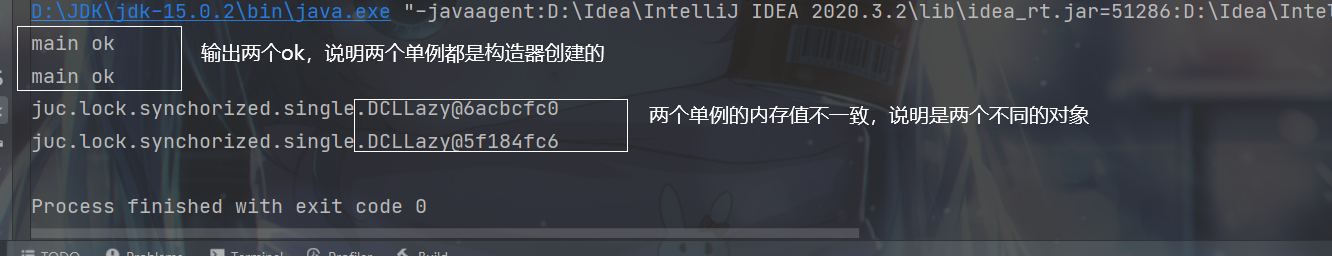 D:\JDK\jdk-15.0.2\bin\java.exe "-javaagent:D:\Idea\IntelliJ IDEA 2020.3.2\lib\idea_rt.jar=51286:D:\Idea\Intel
main ok
输出两个ok，说明两个单例都是构造器创建的
main ok
juc.lock.synchorized.single.DCLLazy@6acbcfc0
两个单例的内存值不一致，说明是两个不同的对象
juc.lock.synchorized.single.DCLLazy@5f184fc6
Process finished with exit code 0
TODO Problems Terminal Profiler Build